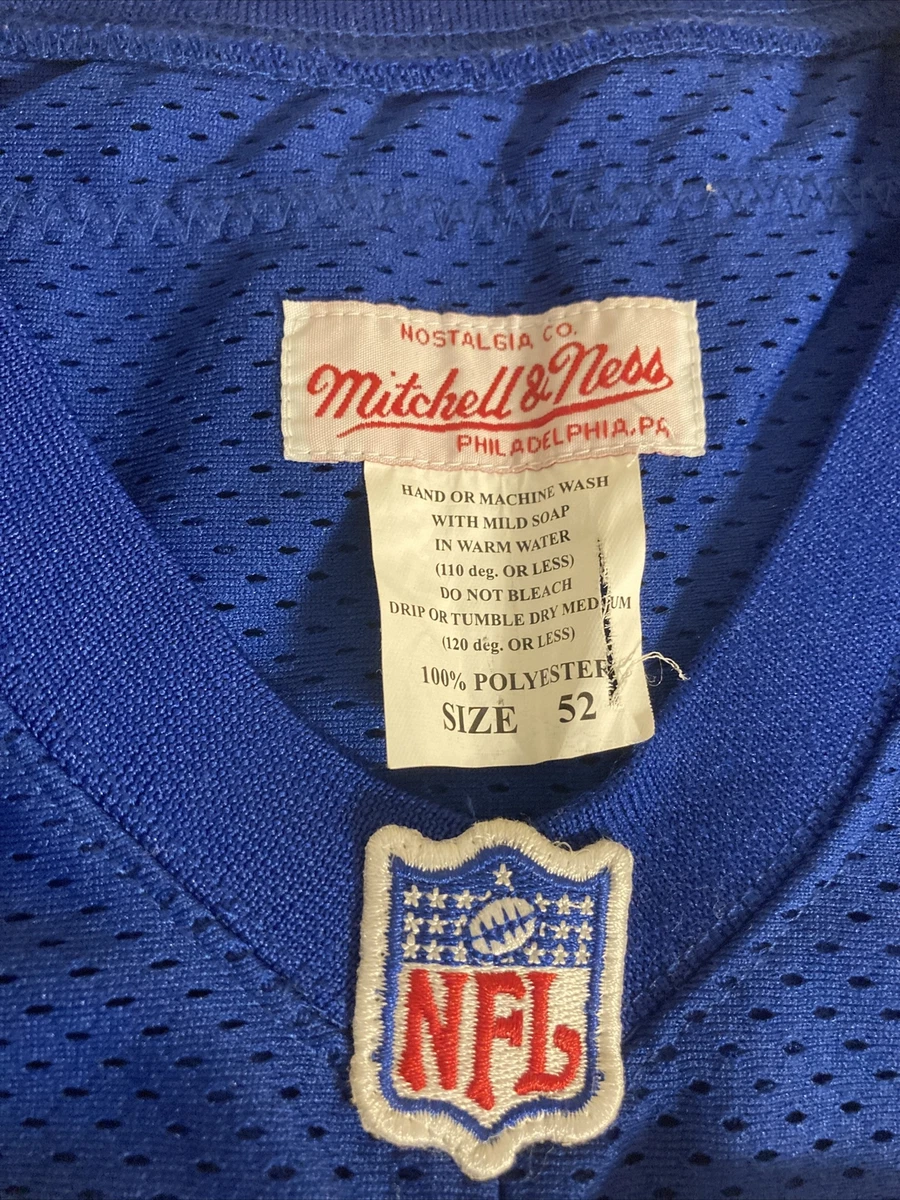 NOSTALGIA CO.
Mitchell & Ness
PHILADELPHIA, PA
HAND OR MACHINE WASH
WITH MILD SOAP
IN WARM WATER
(110 deg. OR LESS)
DO NOT BLEACH
DRIP OR TUMBLE DRY MEDIUM
(120 deg. OR LESS)
100% POLYESTER
SIZE 52
NFL